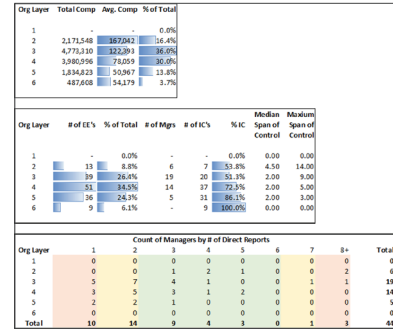 Org Layer Total Comp Avg. Comp % of Total
1 - - 0.0%
2 2,171,548 167,042 16.4%
3 4,773,310 122,393 36.0%
4 3,980,996 78,059 30.0%
5 1,834,823 50,967 13.8%
6 487,608 54,179 3.7%
Median Maxium
Org Layer # of EE's % of Total # of Mgrs # of IC's % IC Span of Span of
Control Control
1 - 0.0% - - 0.0% 0.00 0.00
2 13 8.8% 6 7 53.8% 4.50 14.00
3 39 26.4% 19 20 51.3% 2.00 9.00
4 51 34.5% 14 37 72.5% 2.00 5.00
5 36 24.3% 5 31 86.1% 2.00 3.00
6 9 6.1% - 9 100.0% 0.00 0.00
Count of Managers by # of Direct Reports
Org Layer 1 2 3 4 5 6 7 8+ Total
1 0 0 0 0 0 0 0 0 0
2 0 0 1 2 1 0 0 2 6
3 5 7 4 1 0 0 1 1 19
4 3 5 3 1 2 0 0 0 14
5 2 2 1 0 0 0 0 0 5
6 0 0 0 0 0 0 0 0 0
Total 10 14 9 4 3 0 1 3 44